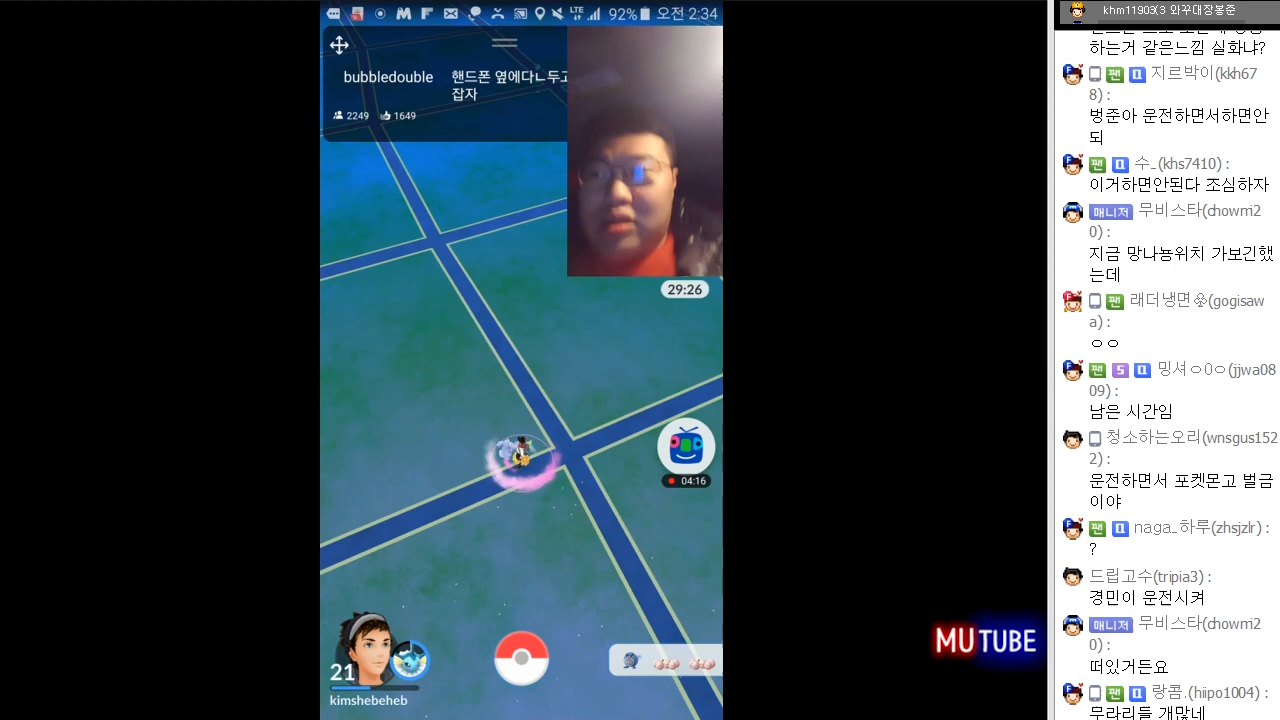 LTE
92%
오전 2:34
bubbledouble
핸드폰 옆에다ㄴ두고
잡자
2249
1649
29:26
04:16
21
kimshebeheb
MUTUBE
khm11903(3 와꾸대장봉준
하는거 같은느낌 실화냐?
팬 지르박이(kkh67
8) :
벙준아 운전하면서하면안
되
팬 수_(khs7410) :
이거하면안된다 조심하자
매니저 무비스타(chowmi2
0) :
지금 망나뇽위치 가보긴했
는데
팬 래더냉면옹(gogisaw
a) :
ㅇㅇ
팬 S 밍셔ㅇ0ㅇ(jjwa08
09) :
남은 시간임
청소하는오리(wnsgus152
2) :
운전하면서 포켓몬고 벌금
이야
팬 naga_하루(zhsjzlr) :
?
드립고수(tripia3) :
경민이 운전시켜
매니저 무비스타(chowmi2
0) :
떠있거든요
팬 랑콤.(hiipo1004) :
무라리들 개많네